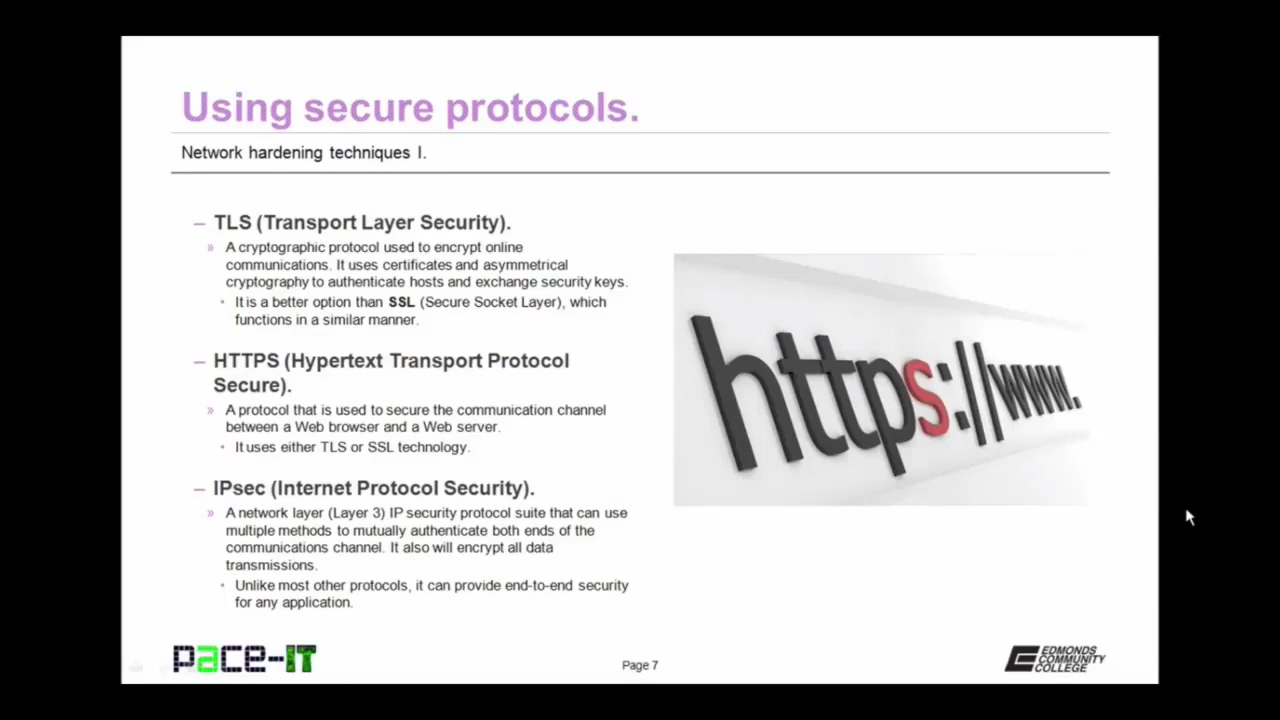 Using secure protocols.
Network hardening techniques I.
– TLS (Transport Layer Security).
» A cryptographic protocol used to encrypt online
communications. It uses certificates and asymmetrical
cryptography to authenticate hosts and exchange security keys.
• It is a better option than SSL (Secure Socket Layer), which
functions in a similar manner.
– HTTPS (Hypertext Transport Protocol
Secure).
» A protocol that is used to secure the communication channel
between a Web browser and a Web server.
• It uses either TLS or SSL technology.
– IPsec (Internet Protocol Security).
» A network layer (Layer 3) IP security protocol suite that can use
multiple methods to mutually authenticate both ends of the
communications channel. It also will encrypt all data
transmissions.
• Unlike most other protocols, it can provide end-to-end security
for any application.
https://www.
pace-IT
Page 7
EDMONDS
COMMUNITY
COLLEGE